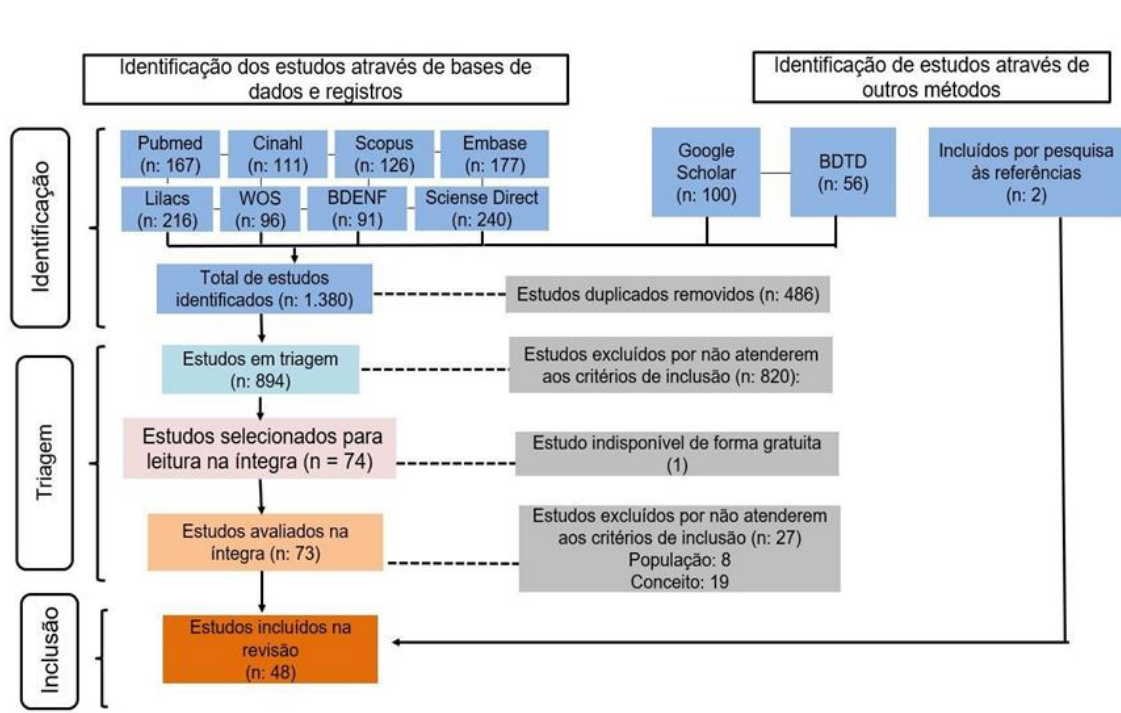 Identificação dos estudos através de bases de
dados e registros
Identificação de estudos através de
outros métodos
Identificação
Pubmed
(n: 167)
Cinahl
(n: 111)
Scopus
(n: 126)
Embase
(n: 177)
Lilacs
(n: 216)
WOS
(n: 96)
BDENF
(n: 91)
Sciense Direct
(n: 240)
Google
Scholar
(n: 100)
BDTD
(n: 56)
Incluídos por pesquisa
às referências
(n: 2)
Total de estudos
identificados (n: 1.380)
Estudos duplicados removidos (n: 486)
Triagem
Estudos em triagem
(n: 894)
Estudos excluídos por não atenderem
aos critérios de inclusão (n: 820):
Estudos selecionados para
leitura na íntegra (n = 74)
Estudo indisponível de forma gratuita
(1)
Estudos avaliados na
íntegra (n: 73)
Estudos excluídos por não atenderem
aos critérios de inclusão (n: 27)
População: 8
Conceito: 19
Inclusão
Estudos incluídos na
revisão
(n: 48)